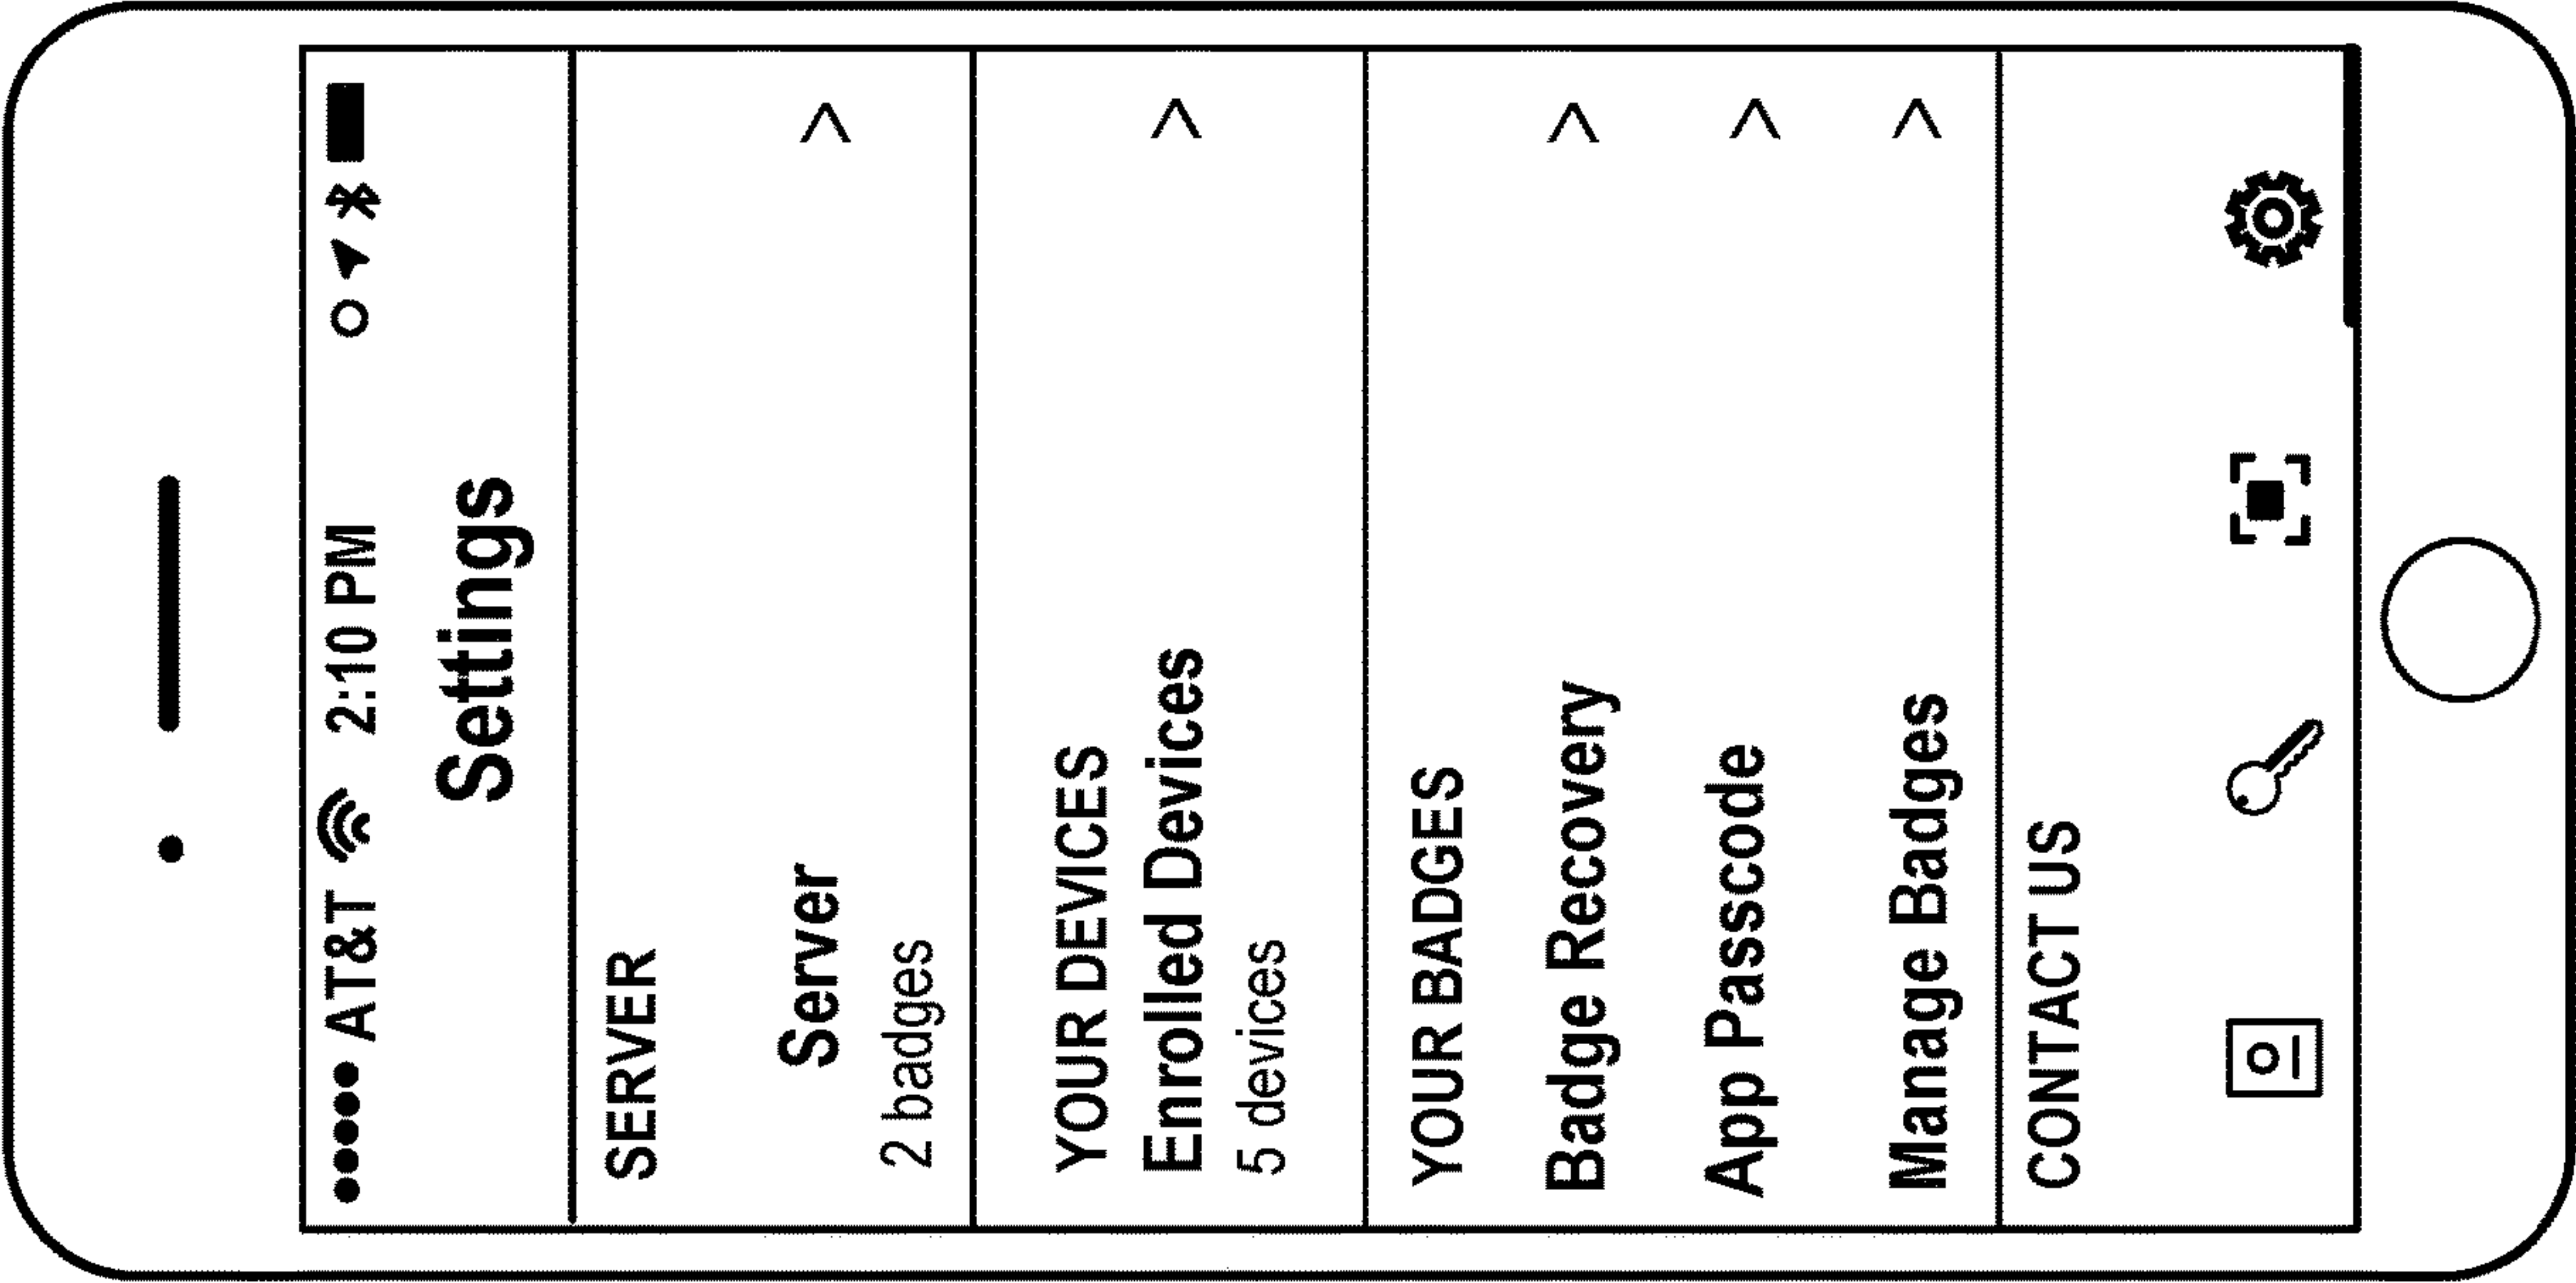 AT&T 2:10 PM
Settings
SERVER
Server >
2 badges
YOUR DEVICES
Enrolled Devices >
5 devices
YOUR BADGES
Badge Recovery >
App Passcode >
Manage Badges >
CONTACT US